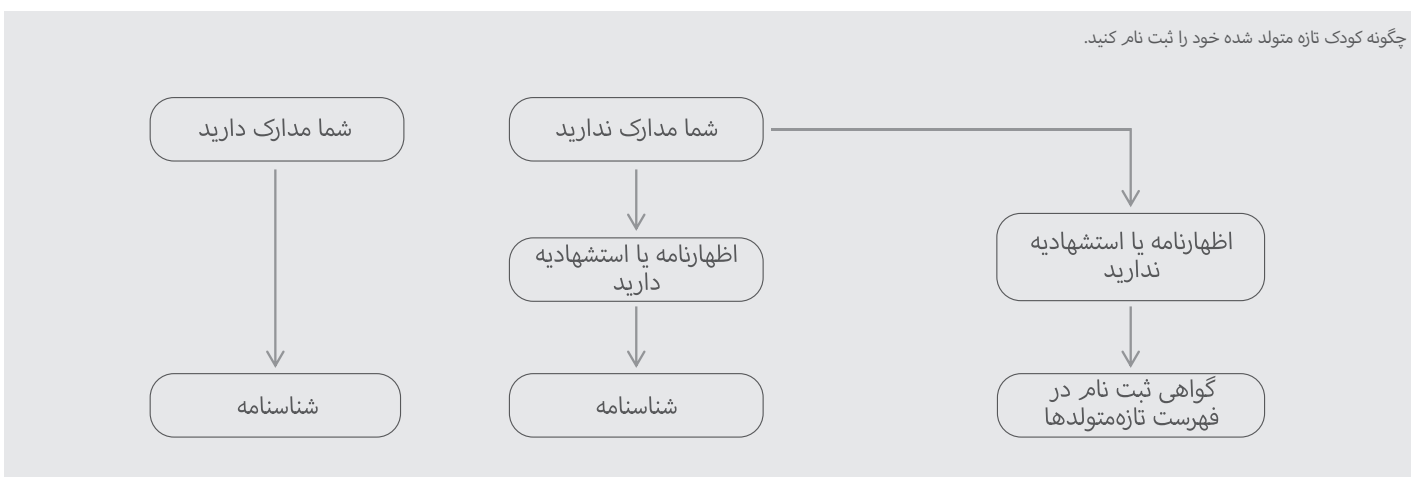 چگونه کودک تازه متولد شده خود را ثبت نام کنید.
شما مدارک ندارید
شما مدارک دارید
اظهارنامه یا استشهادیه
ندارید
اظهارنامه یا استشهادیه
دارید
گواهی ثبت نام در
فهرست تازه‌متولدها
شناسنامه
شناسنامه